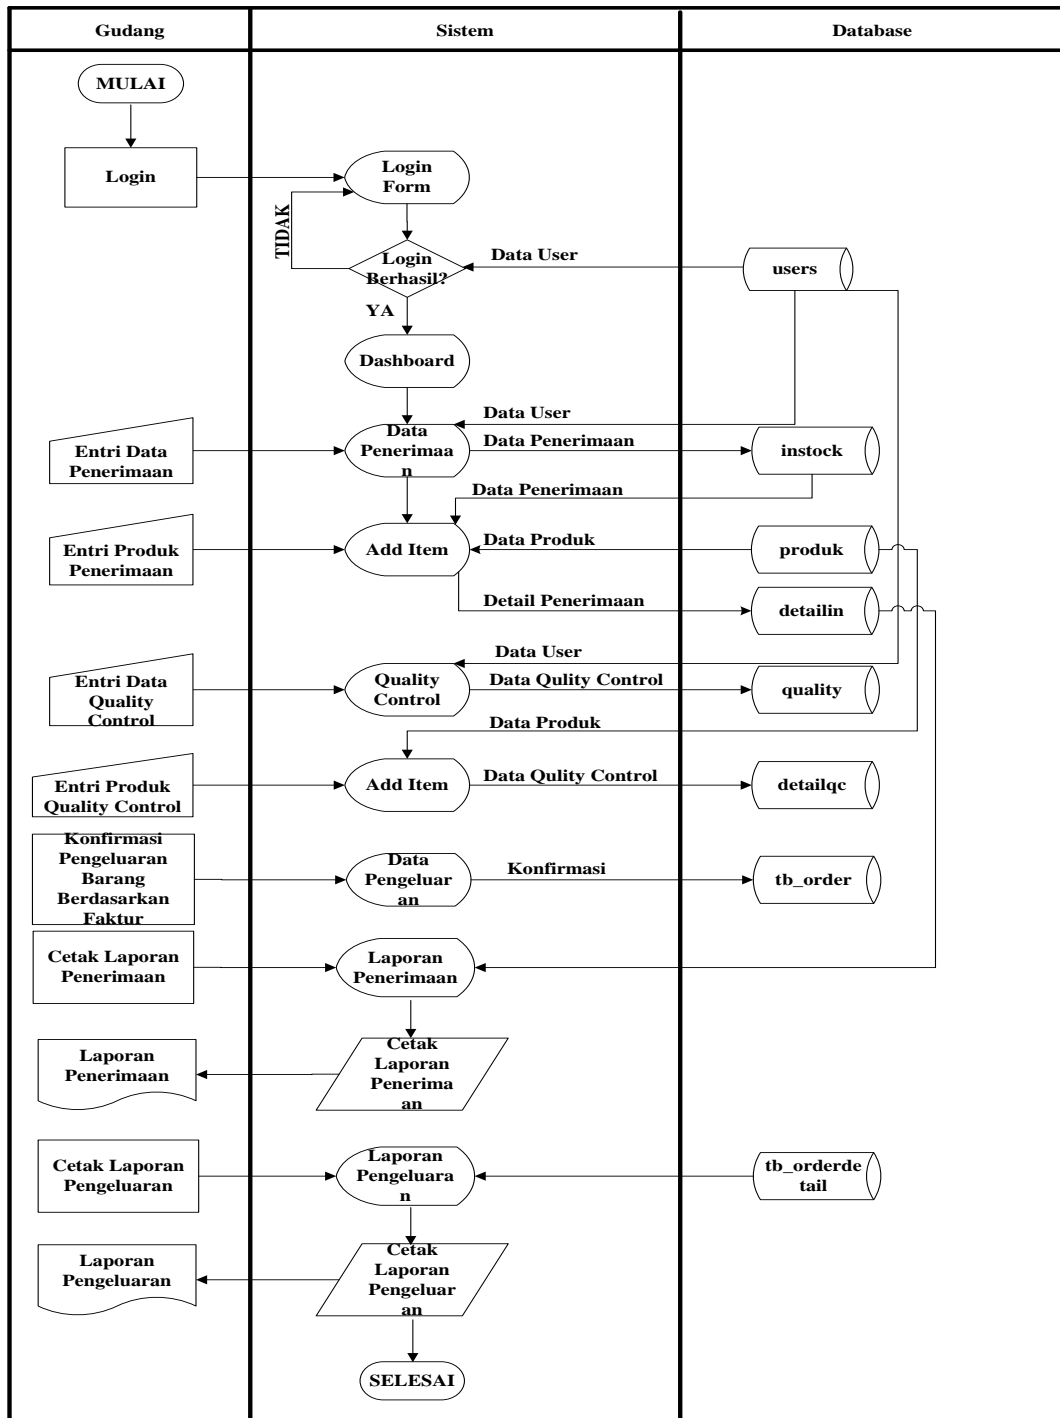 Gudang
Sistem
Database
MULAI
Login
Login
Form
TIDAK
Login
Berhasil?
Data User
users
YA
Dashboard
Data User
Entri Data
Penerimaan
Data
Penerimaa
n
Data Penerimaan
instock
Data Penerimaan
Entri Produk
Penerimaan
Add Item
Data Produk
produk
Detail Penerimaan
detailin
Data User
Entri Data
Quality
Control
Quality
Control
Data Qulity Control
quality
Data Produk
Entri Produk
Quality Control
Add Item
Data Qulity Control
detailqc
Konfirmasi
Pengeluaran
Barang
Berdasarkan
Faktur
Data
Pengeluar
an
Konfirmasi
tb_order
Cetak Laporan
Penerimaan
Laporan
Penerimaan
Laporan
Penerimaan
Cetak
Laporan
Penerima
an
Cetak Laporan
Pengeluaran
Laporan
Pengeluara
n
tb_orderde
tail
Laporan
Pengeluaran
Cetak
Laporan
Pengeluar
an
SELESAI